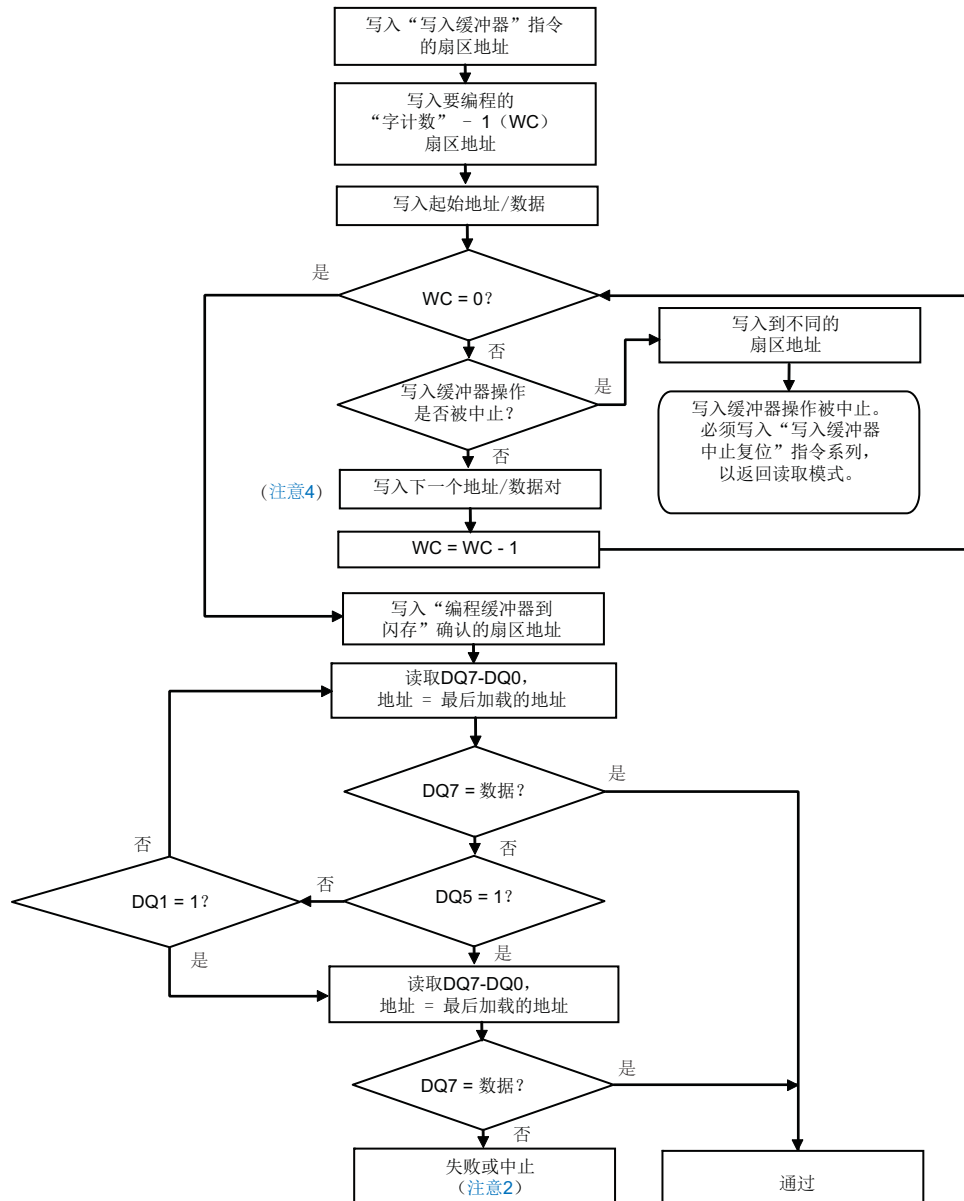 写入“写入缓冲器”指令
的扇区地址
写入要编程的
“字计数” - 1（WC）
扇区地址
写入起始地址/数据
是
WC = 0？
否
写入到不同的
扇区地址
写入缓冲器操作
是否被中止？
是
否
写入缓冲器操作被中止。
必须写入“写入缓冲器
中止复位”指令系列，
以返回读取模式。
（注意4）
写入下一个地址/数据对
WC = WC - 1
写入“编程缓冲器到
闪存”确认的扇区地址
读取DQ7-DQ0，
地址 = 最后加载的地址
DQ7 = 数据？
是
否
否
DQ1 = 1？
否
DQ5 = 1？
是
是
读取DQ7-DQ0，
地址 = 最后加载的地址
DQ7 = 数据？
是
否
失败或中止
（注意2）
通过